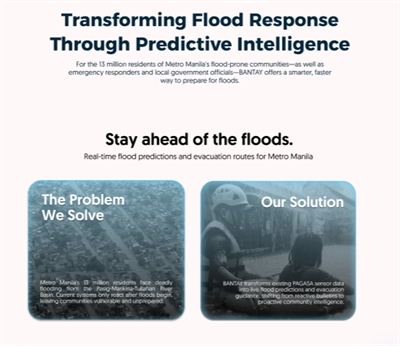 Transforming Flood Response
Through Predictive Intelligence
For the 13 million residents of Metro Manila's flood-prone communities—as well as
emergency responders and local government officials—BANTAY offers a smarter, faster
way to prepare for floods.
Stay ahead of the floods.
Real-time flood predictions and evacuation routes for Metro Manila
The Problem
We Solve
Metro Manila's 13 million residents face deadly
flooding from the Pasig-Marikina-Tullahan River
Basin. Current systems only react after floods begin,
leaving communities vulnerable and unprepared.
Our Solution
BANTAY transforms existing PAGASA sensor data
into live flood predictions and evacuation
guidance, shifting from reactive bulletins to
proactive community intelligence.